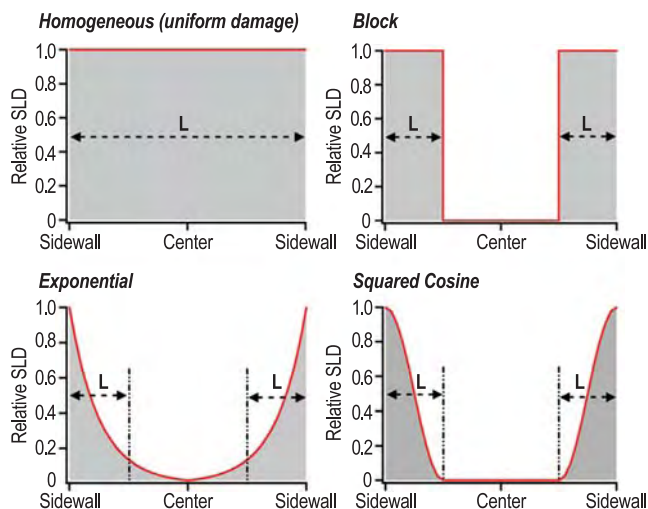 Homogeneous (uniform damage)
Relative SLD
1.0
0.8
0.6
0.4
0.2
0
L
Sidewall Center Sidewall
Block
Relative SLD
1.0
0.8
0.6
0.4
0.2
0
L L
Sidewall Center Sidewall
Exponential
Relative SLD
1.0
0.8
0.6
0.4
0.2
0
L L
Sidewall Center Sidewall
Squared Cosine
Relative SLD
1.0
0.8
0.6
0.4
0.2
0
L L
Sidewall Center Sidewall